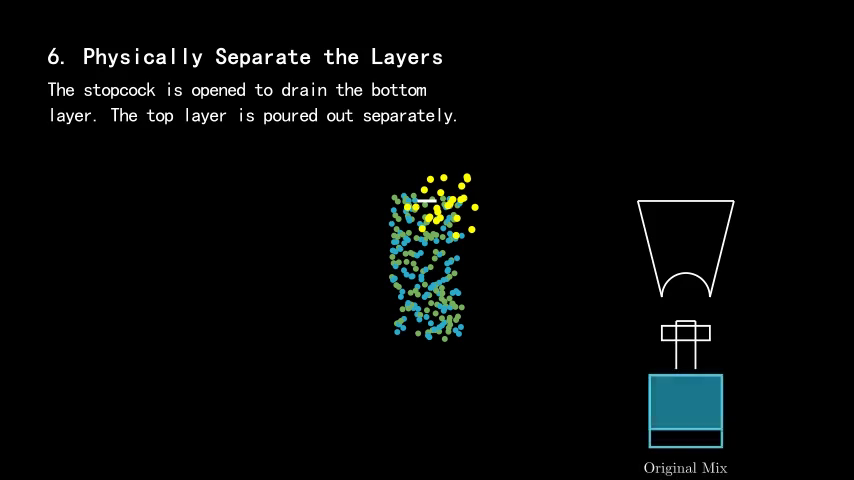 6. Physically Separate the Layers
The stopcock is opened to drain the bottom
layer. The top layer is poured out separately.
Original Mix